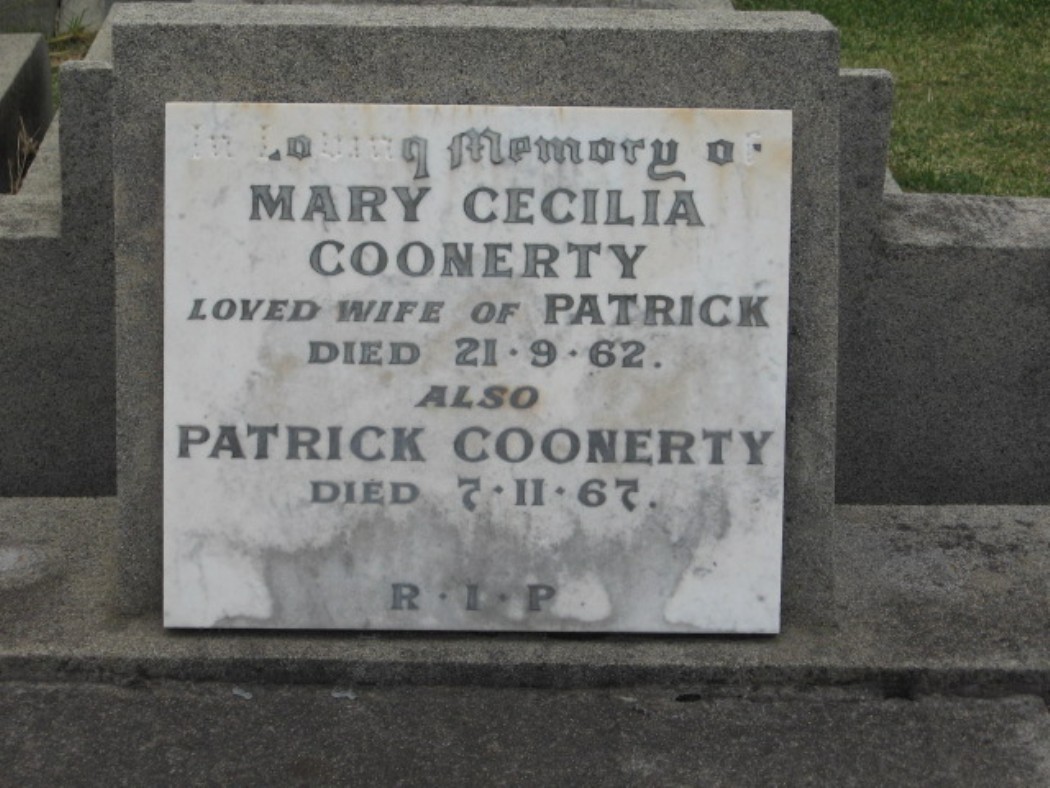 In Loving Memory of
MARY CECILIA
COONERTY
LOVED WIFE OF PATRICK
DIED 21·9·62.
ALSO
PATRICK COONERTY
DIED 7·11·67.
R·I·P